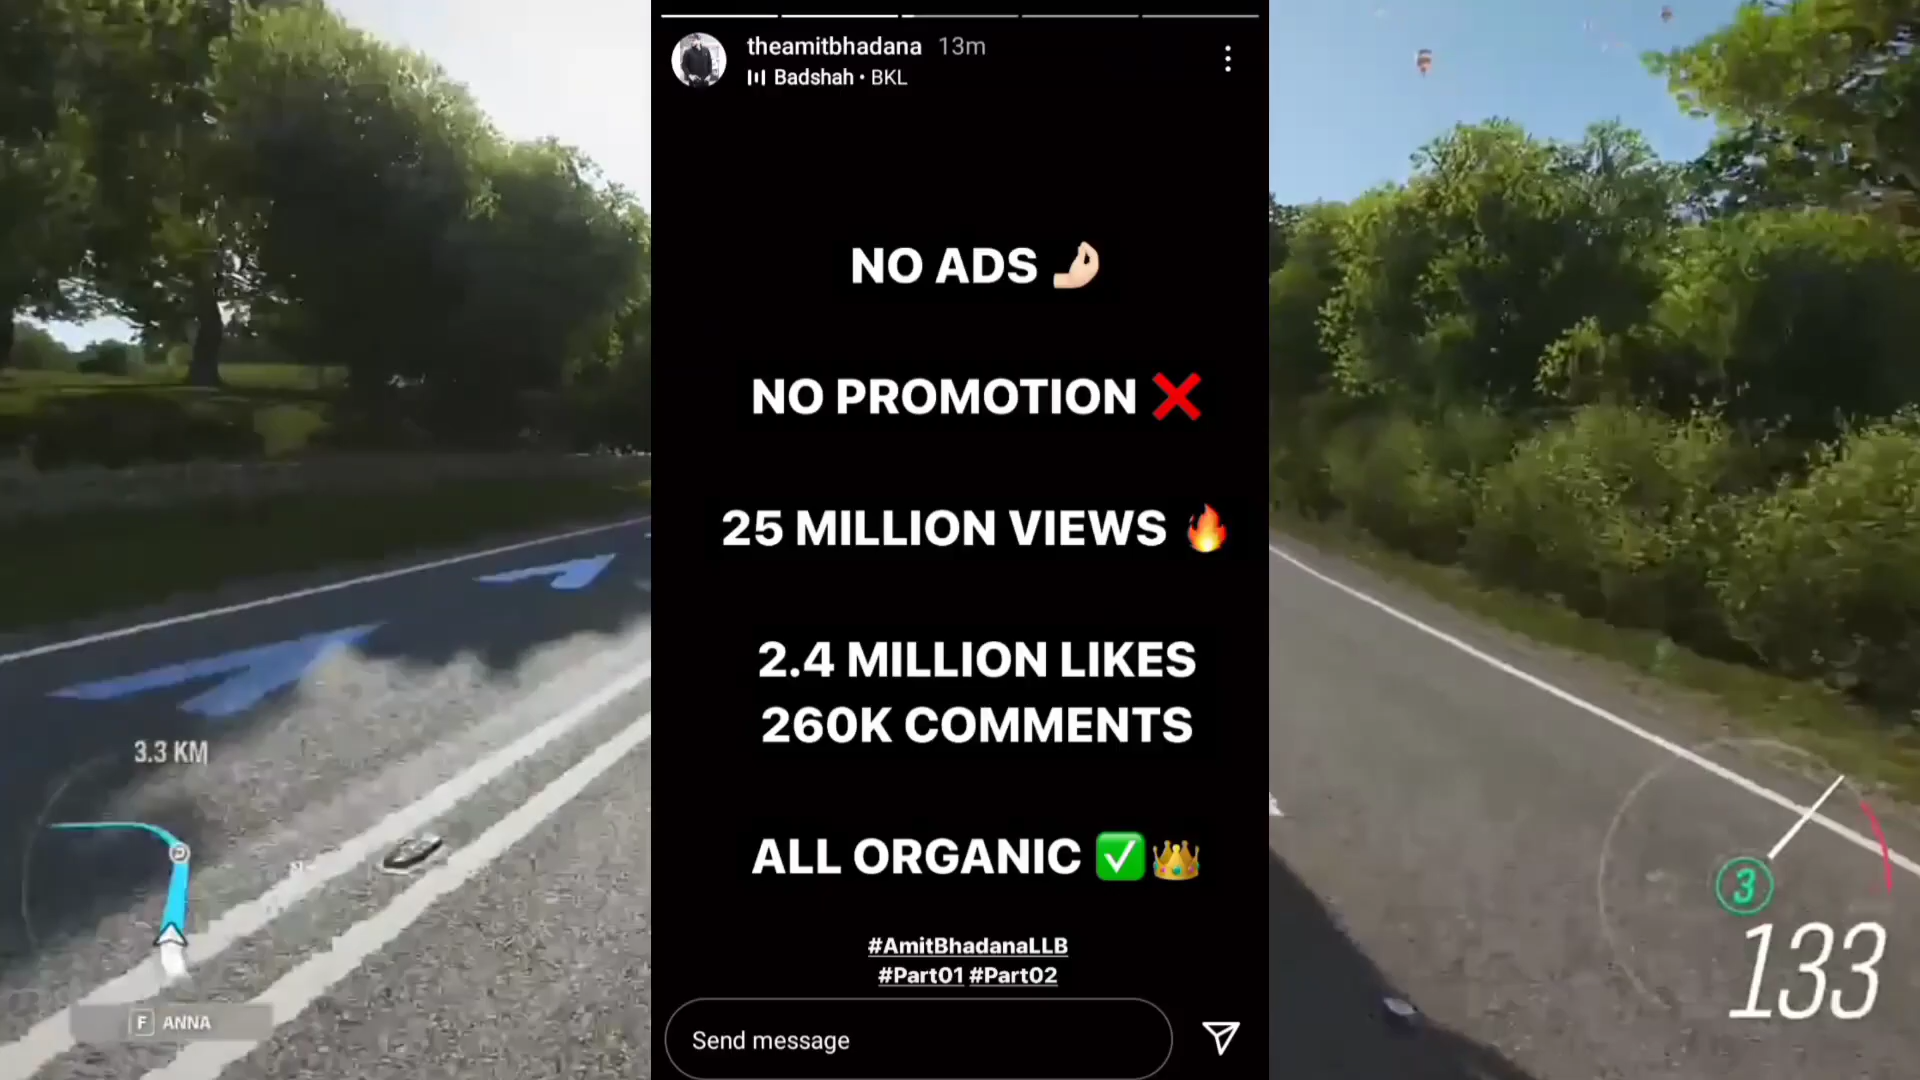 theamitbhadana 13m
Badshah • BKL
NO ADS 🤌🏻
NO PROMOTION ❌
25 MILLION VIEWS 🔥
2.4 MILLION LIKES
260K COMMENTS
ALL ORGANIC ✅👑
#AmitBhadanaLLB
#Part01 #Part02
Send message
3.3 KM
F ANNA
3
133